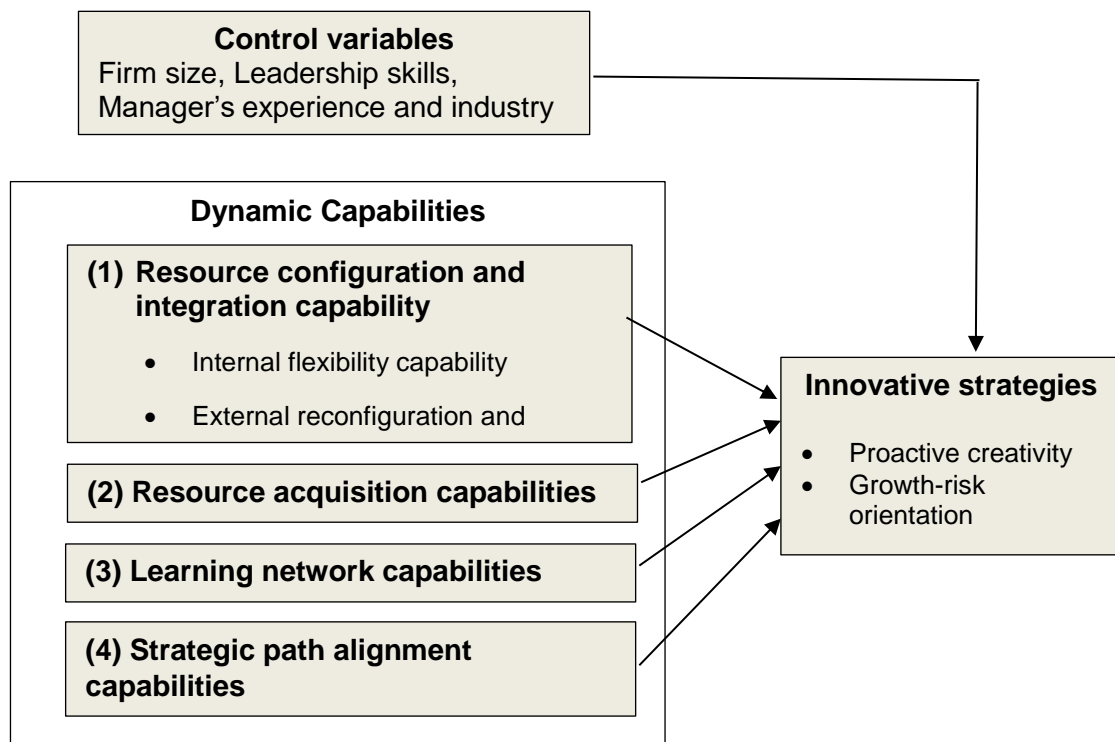 Control variables
Firm size, Leadership skills,
Manager’s experience and industry
Dynamic Capabilities
(1) Resource configuration and
integration capability
• Internal flexibility capability
• External reconfiguration and
(2) Resource acquisition capabilities
(3) Learning network capabilities
(4) Strategic path alignment
capabilities
Innovative strategies
• Proactive creativity
• Growth-risk
orientation